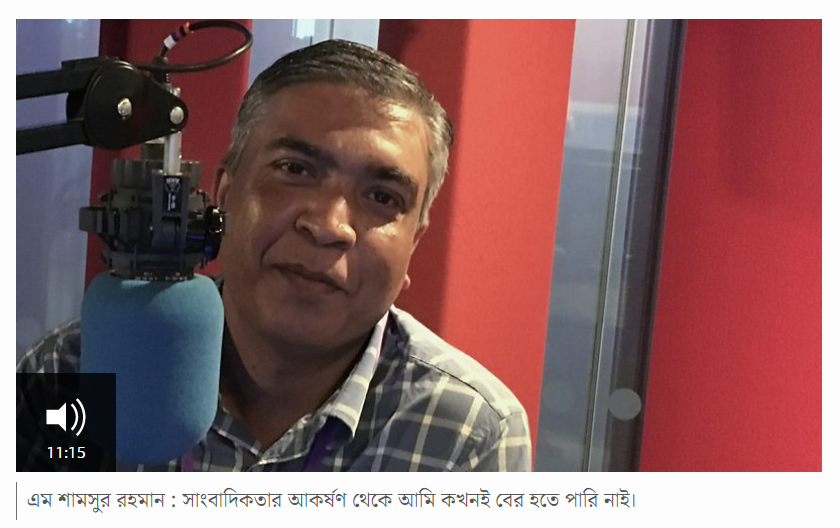 11:15
এম শামসুর রহমান : সাংবাদিকতার আকর্ষণ থেকে আমি কখনই বের হতে পারি নাই।